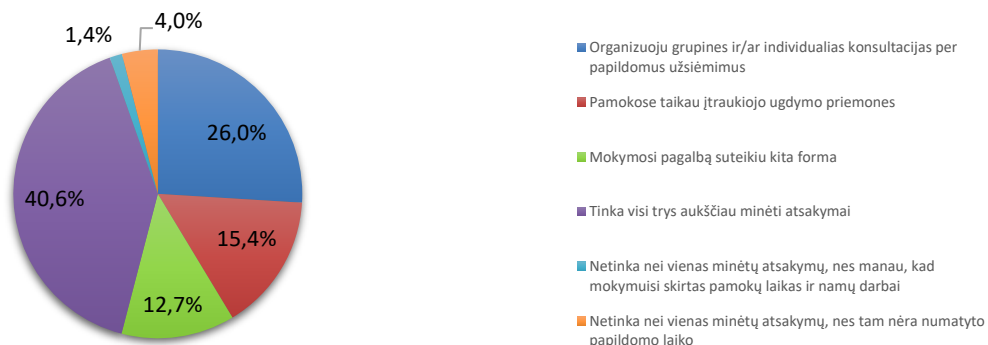 1,4%
4,0%
26,0%
15,4%
12,7%
40,6%
Organizuoju grupines ir/ar individualias konsultacijas per
papildomus užsiėmimus
Pamokose taikau įtraukiojo ugdymo priemones
Mokymosi pagalbą suteikiu kita forma
Tinka visi trys aukščiau minėti atsakymai
Netinka nei vienas minėtų atsakymų, nes manau, kad
mokymuisi skirtas pamokų laikas ir namų darbai
Netinka nei vienas minėtų atsakymų, nes tam nėra numatyto
papildomo laiko